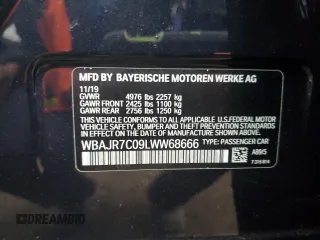 MFD BY BAYERISCHE MOTOREN WERKE AG
11/19
GVWR 4976 lbs 2257 kg
GAWR FRONT 2425 lbs 1100 kg
GAWR REAR 2756 lbs 1250 kg
THIS VEHICLE CONFORMS TO ALL APPLICABLE
U.S. FEDERAL MOTOR VEHICLE SAFETY, BUMPER
AND THEFT PREVENTION STANDARDS IN EFFECT ON
THE DATE OF MANUFACTURE SHOWN ABOVE.
WBAJR7C09LWW68666 TYPE: PASSENGER CAR
DREAMBID